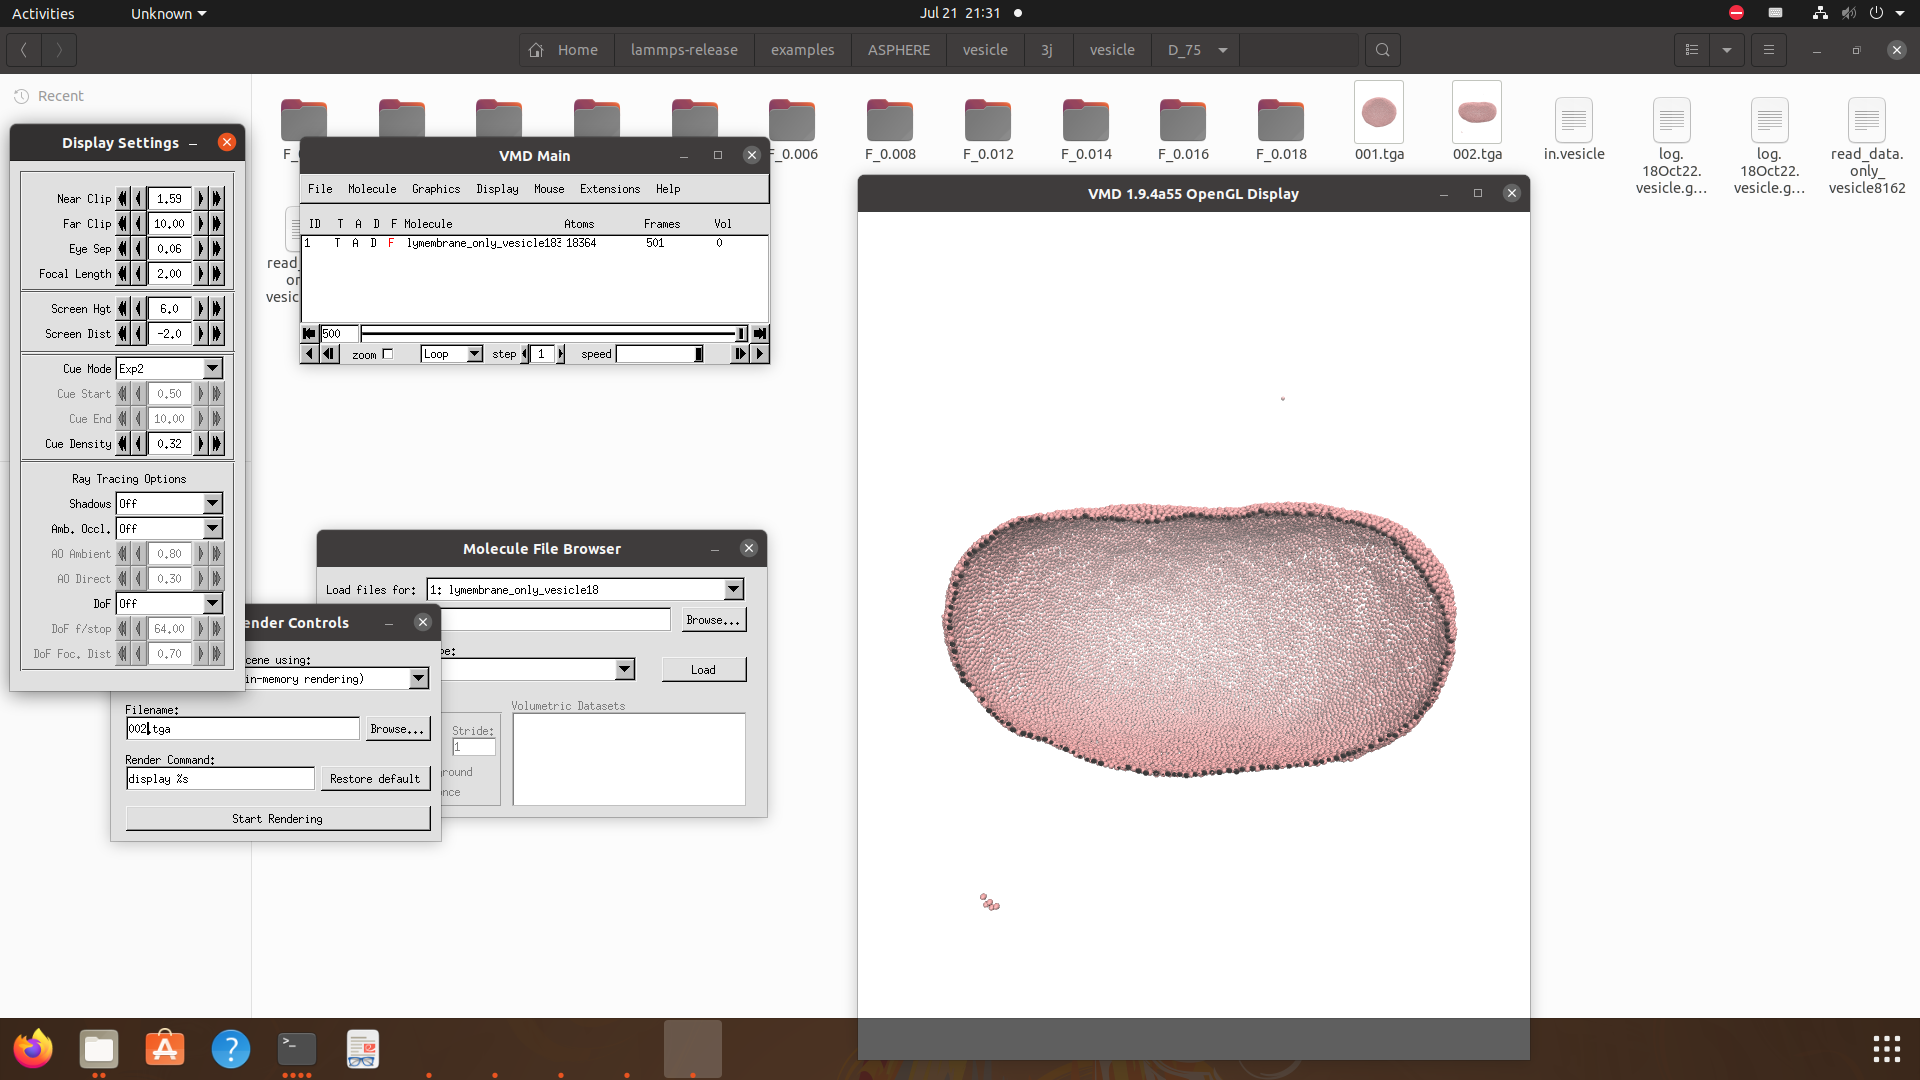 Activities
Unknown
Jul 21 21:31
Home
lammps-release
examples
ASPHERE
vesicle
3j
vesicle
D_75
Recent
F_0.006
F_0.008
F_0.012
F_0.014
F_0.016
F_0.018
001.tga
002.tga
in.vesicle
log.
18Oct22.
vesicle.g…
log.
18Oct22.
vesicle.g…
read_data.
only_
vesicle8162
Display Settings
Near Clip 1.59
Far Clip 10.00
Eye Sep 0.06
Focal Length 2.00
Screen Hgt 6.0
Screen Dist -2.0
Cue Mode Exp2
Cue Start 0.50
Cue End 10.00
Cue Density 0.32
Ray Tracing Options
Shadows Off
Amb. Occl. Off
AO Ambient 0.80
AO Direct 0.30
DoF Off
DoF f/stop 64.00
DoF Foc. Dist 0.70
VMD Main
File Molecule Graphics Display Mouse Extensions Help
ID T A D F Molecule Atoms Frames Vol
1 T A D F lymembrane_only_vesicle183 18364 501 0
500
zoom Loop step 1 speed
VMD 1.9.4a55 OpenGL Display
Molecule File Browser
Load files for: 1: lymembrane_only_vesicle18
Browse...
Load
Volumetric Datasets
Stride:
1
ender Controls
cene using:
in-memory rendering)
Filename:
002.tga
Browse...
Render Command:
display %s
Restore default
Start Rendering